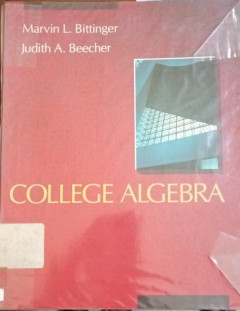 Marvin L. Bittinger
Judith A. Beecher
COLLEGE ALGEBRA